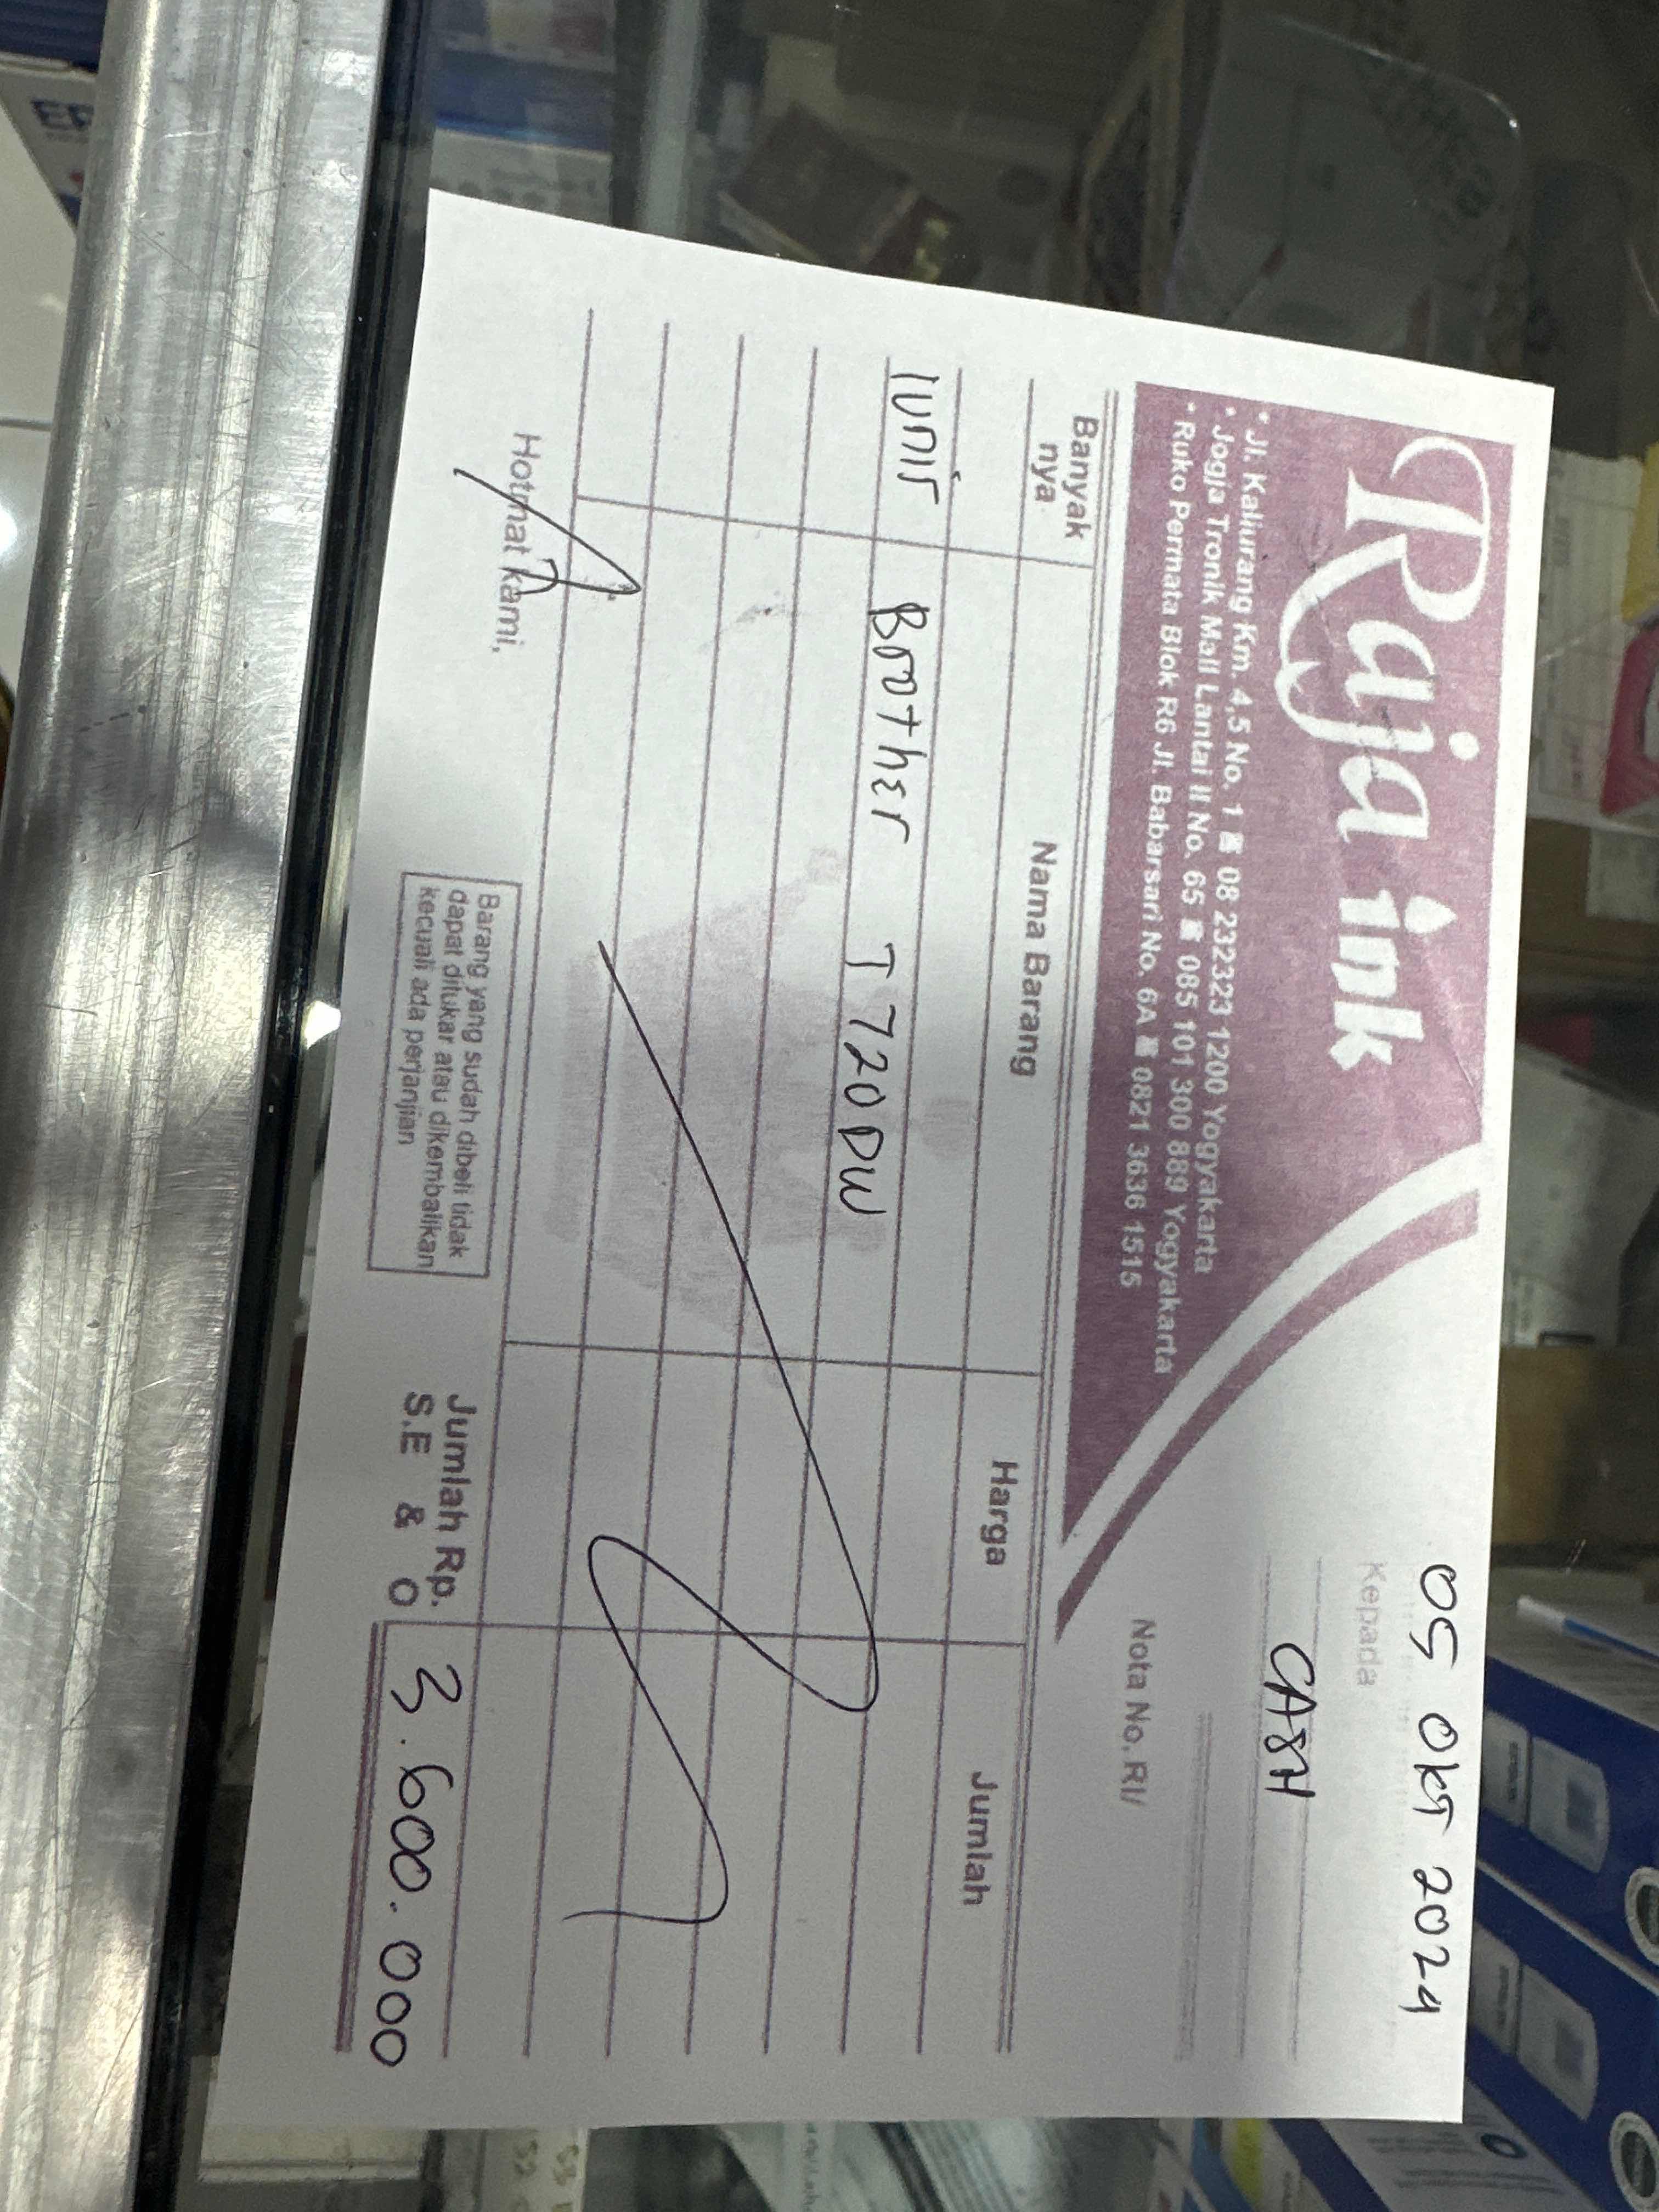 Raja ink
• Jl. Kaliurang Km. 4,5 No. 1 08 232323 1200 Yogyakarta
• Jogja Tronik Mall Lantai II No. 65 085 101 300 889 Yogyakarta
• Ruko Permata Blok R6 Jl. Babarsari No. 6A 0821 3636 1515
05 OKT 2024
Kepada
CASH
Nota No. RI/
Banyak nya Nama Barang Harga Jumlah
1 unit Brother T720DW
Hormat kami,
Barang yang sudah dibeli tidak
dapat ditukar atau dikembalikan
kecuali ada perjanjian
Jumlah Rp. 3.600.000
S.E & O